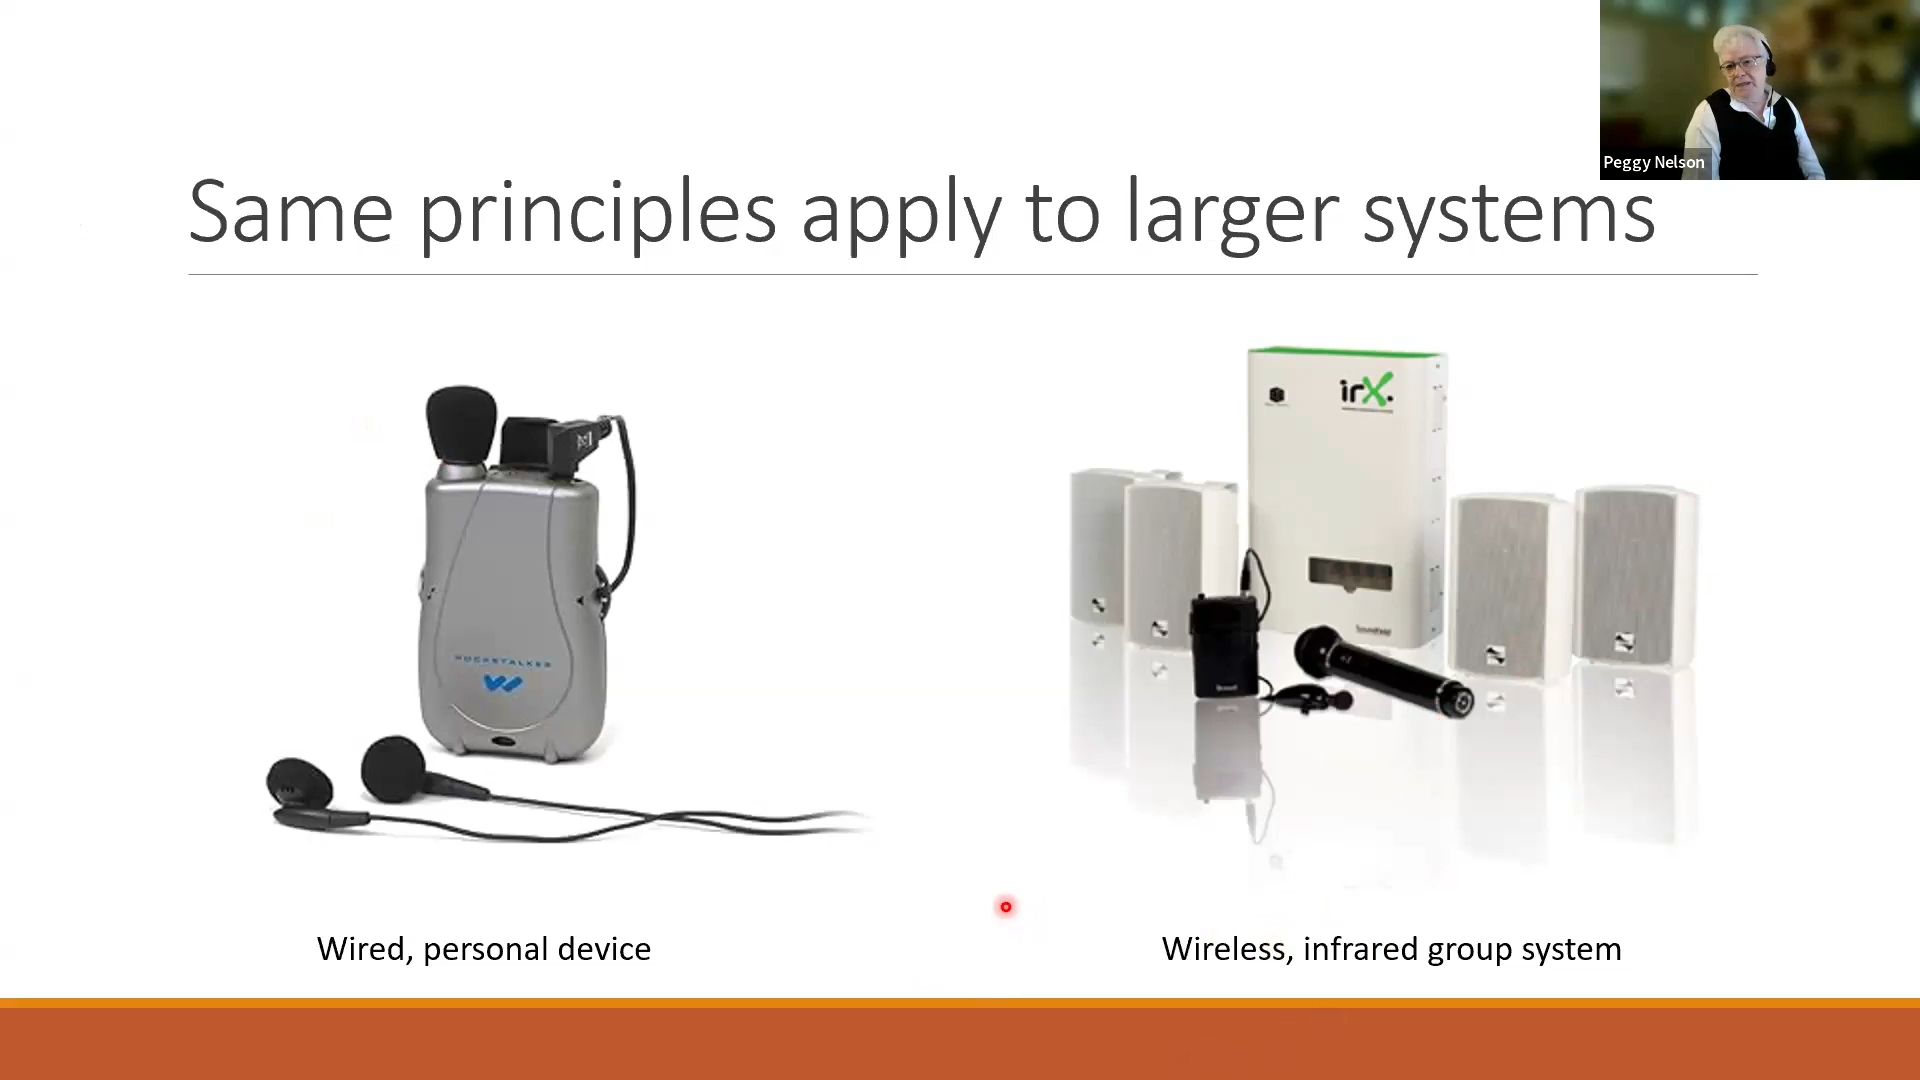 Peggy Nelson
Same principles apply to larger systems
irX.
POCKETALKER
Wired, personal device
Wireless, infrared group system